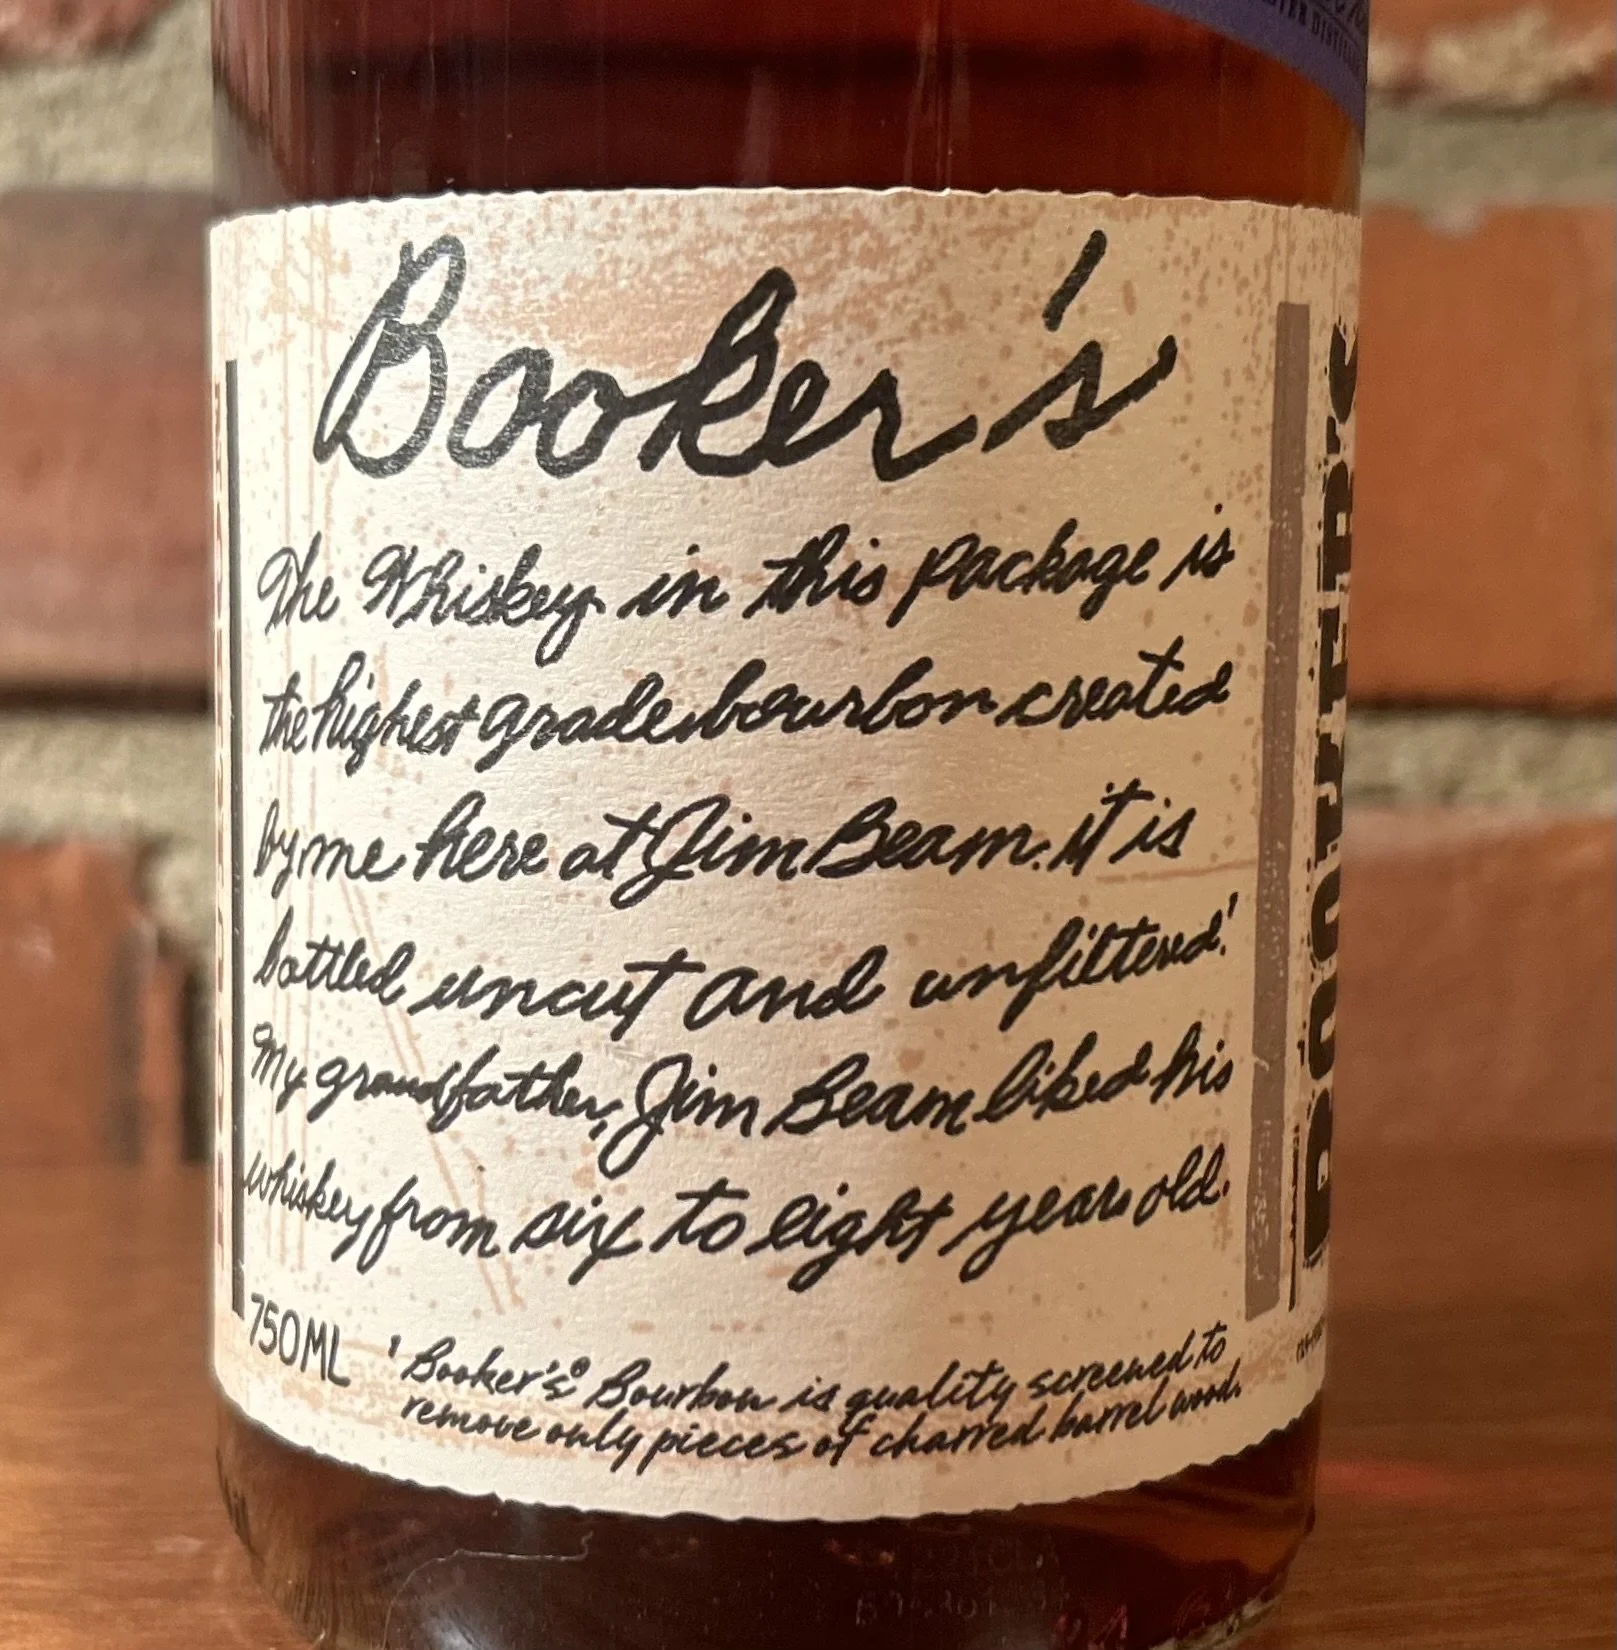 Booker's
The Whiskey in this package is
the highest grade bourbon created
by me here at Jim Beam. it is
bottled uncut and unfiltered.'
My grandfather, Jim Beam liked his
whiskey from six to eight years old.
750ML
' Booker's® Bourbon is quality screened to
remove only pieces of charred barrel wood.
BOOKER'S